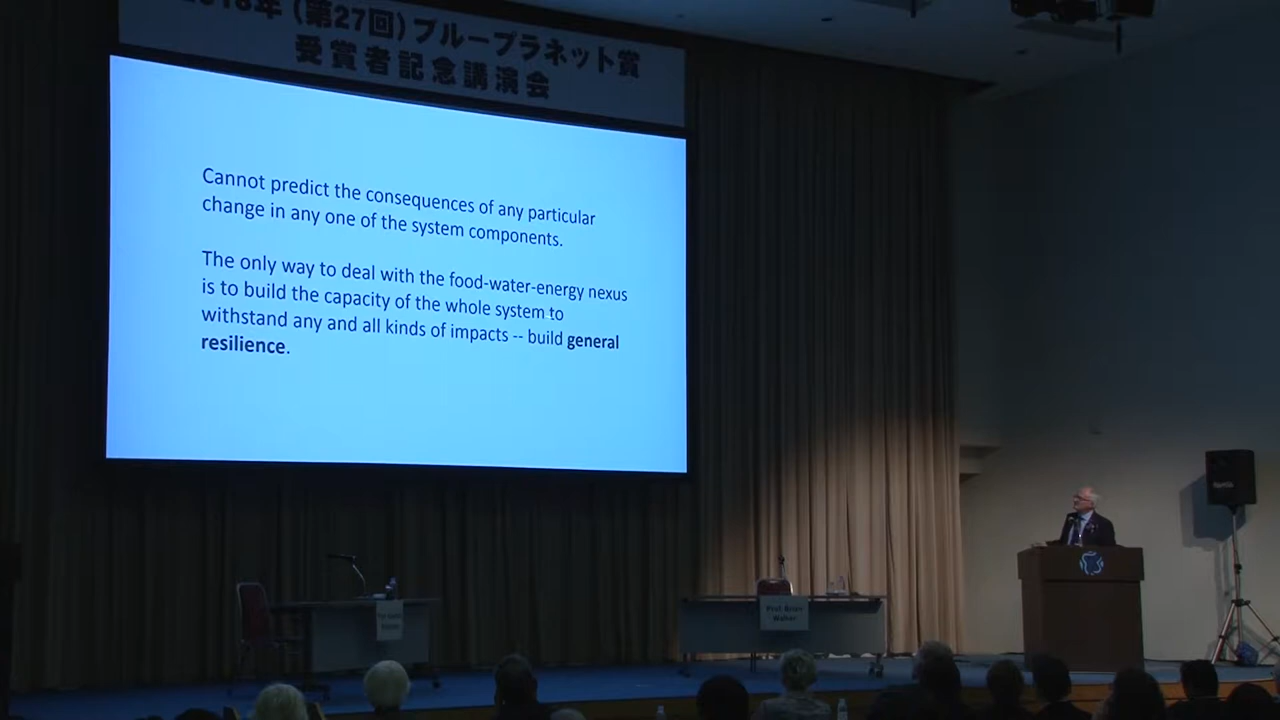 2018年(第27回)ブループラネット賞
受賞者記念講演会
Cannot predict the consequences of any particular
change in any one of the system components.
The only way to deal with the food-water-energy nexus
is to build the capacity of the whole system to
withstand any and all kinds of impacts -- build general
resilience.
Prof. Brian
Walker